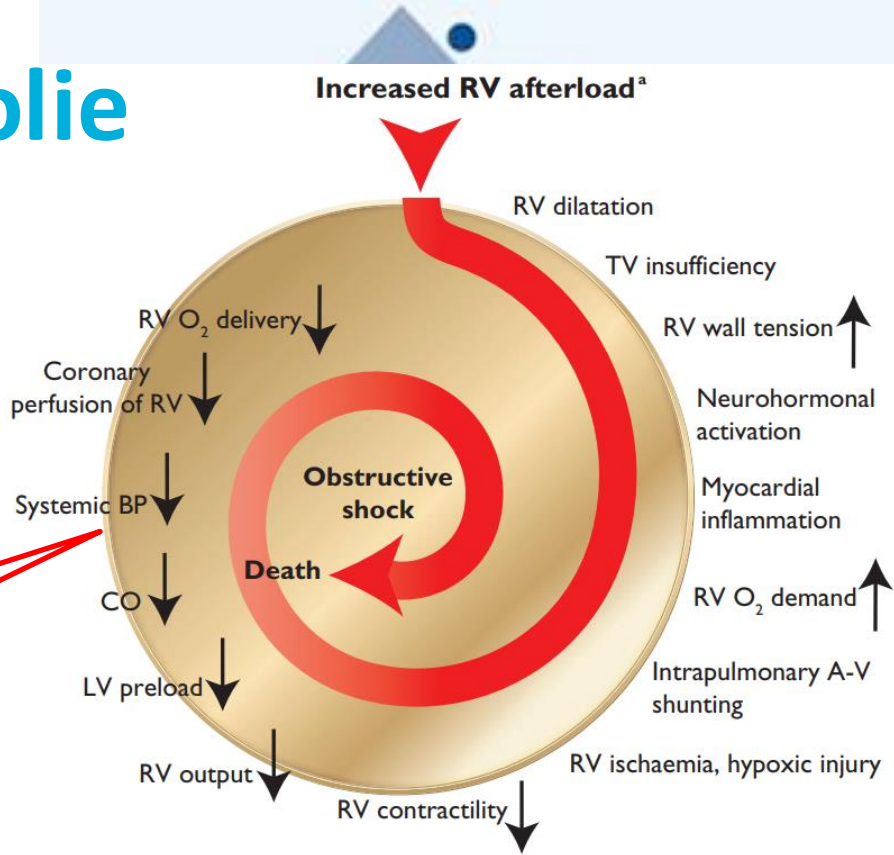 olie
Increased RV afterloadᵃ
RV dilatation
TV insufficiency
RV wall tension
Neurohormonal
activation
Myocardial
inflammation
RV O₂ demand
Intrapulmonary A-V
shunting
RV ischaemia, hypoxic injury
RV contractility
RV output
LV preload
CO
Systemic BP
Coronary
perfusion of RV
RV O₂ delivery
Obstructive
shock
Death